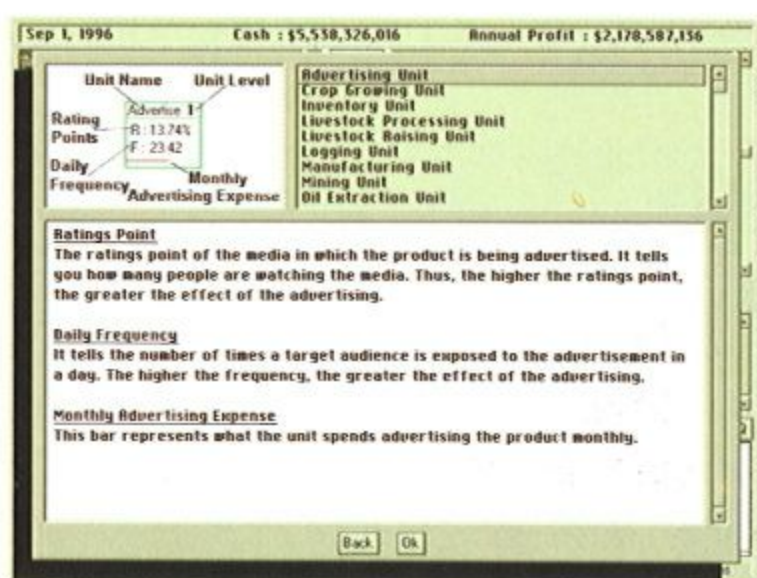 Sep 1, 1996 Cash : $5,538,326,016 Annual Profit : $2,178,587,136
Unit Name Unit Level
Advertise 1
Rating Points
R : 13.74%
F : 23.42
Daily Frequency
Monthly Advertising Expense
Advertising Unit
Crop Growing Unit
Inventory Unit
Livestock Processing Unit
Livestock Raising Unit
Logging Unit
Manufacturing Unit
Mining Unit
Oil Extraction Unit
Ratings Point
The ratings point of the media in which the product is being advertised. It tells
you how many people are watching the media. Thus, the higher the ratings point,
the greater the effect of the advertising.
Daily Frequency
It tells the number of times a target audience is exposed to the advertisement in
a day. The higher the frequency, the greater the effect of the advertising.
Monthly Advertising Expense
This bar represents what the unit spends advertising the product monthly.
Back Ok